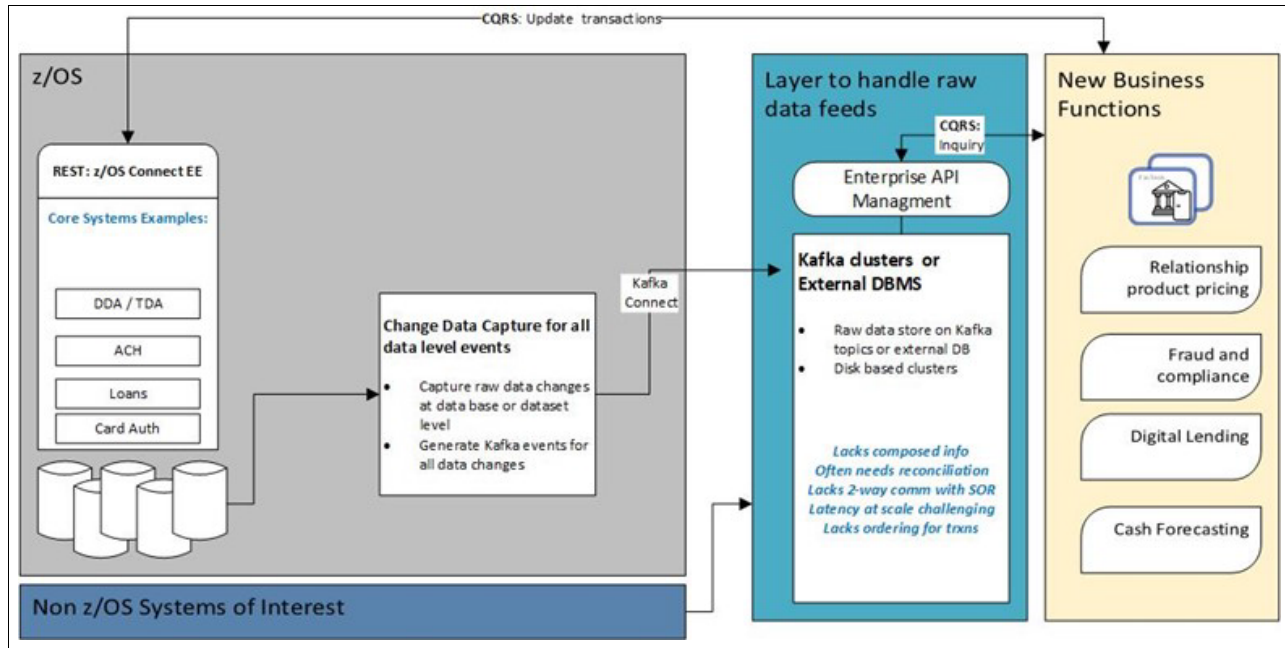 CQRS: Update transactions
z/OS
REST: z/OS Connect EE
Core Systems Examples:
DDA / TDA
ACH
Loans
Card Auth
Change Data Capture for all
data level events
• Capture raw data changes
at data base or dataset
level
• Generate Kafka events for
all data changes
Kafka
Connect
Non z/OS Systems of Interest
Layer to handle raw
data feeds
CQRS:
Inquiry
Enterprise API
Managment
Kafka clusters or
External DBMS
• Raw data store on Kafka
topics or external DB
• Disk based clusters
Lacks composed info
Often needs reconciliation
Lacks 2-way comm with SOR
Latency at scale challenging
Lacks ordering for trxns
New Business
Functions
Relationship
product pricing
Fraud and
compliance
Digital Lending
Cash Forecasting